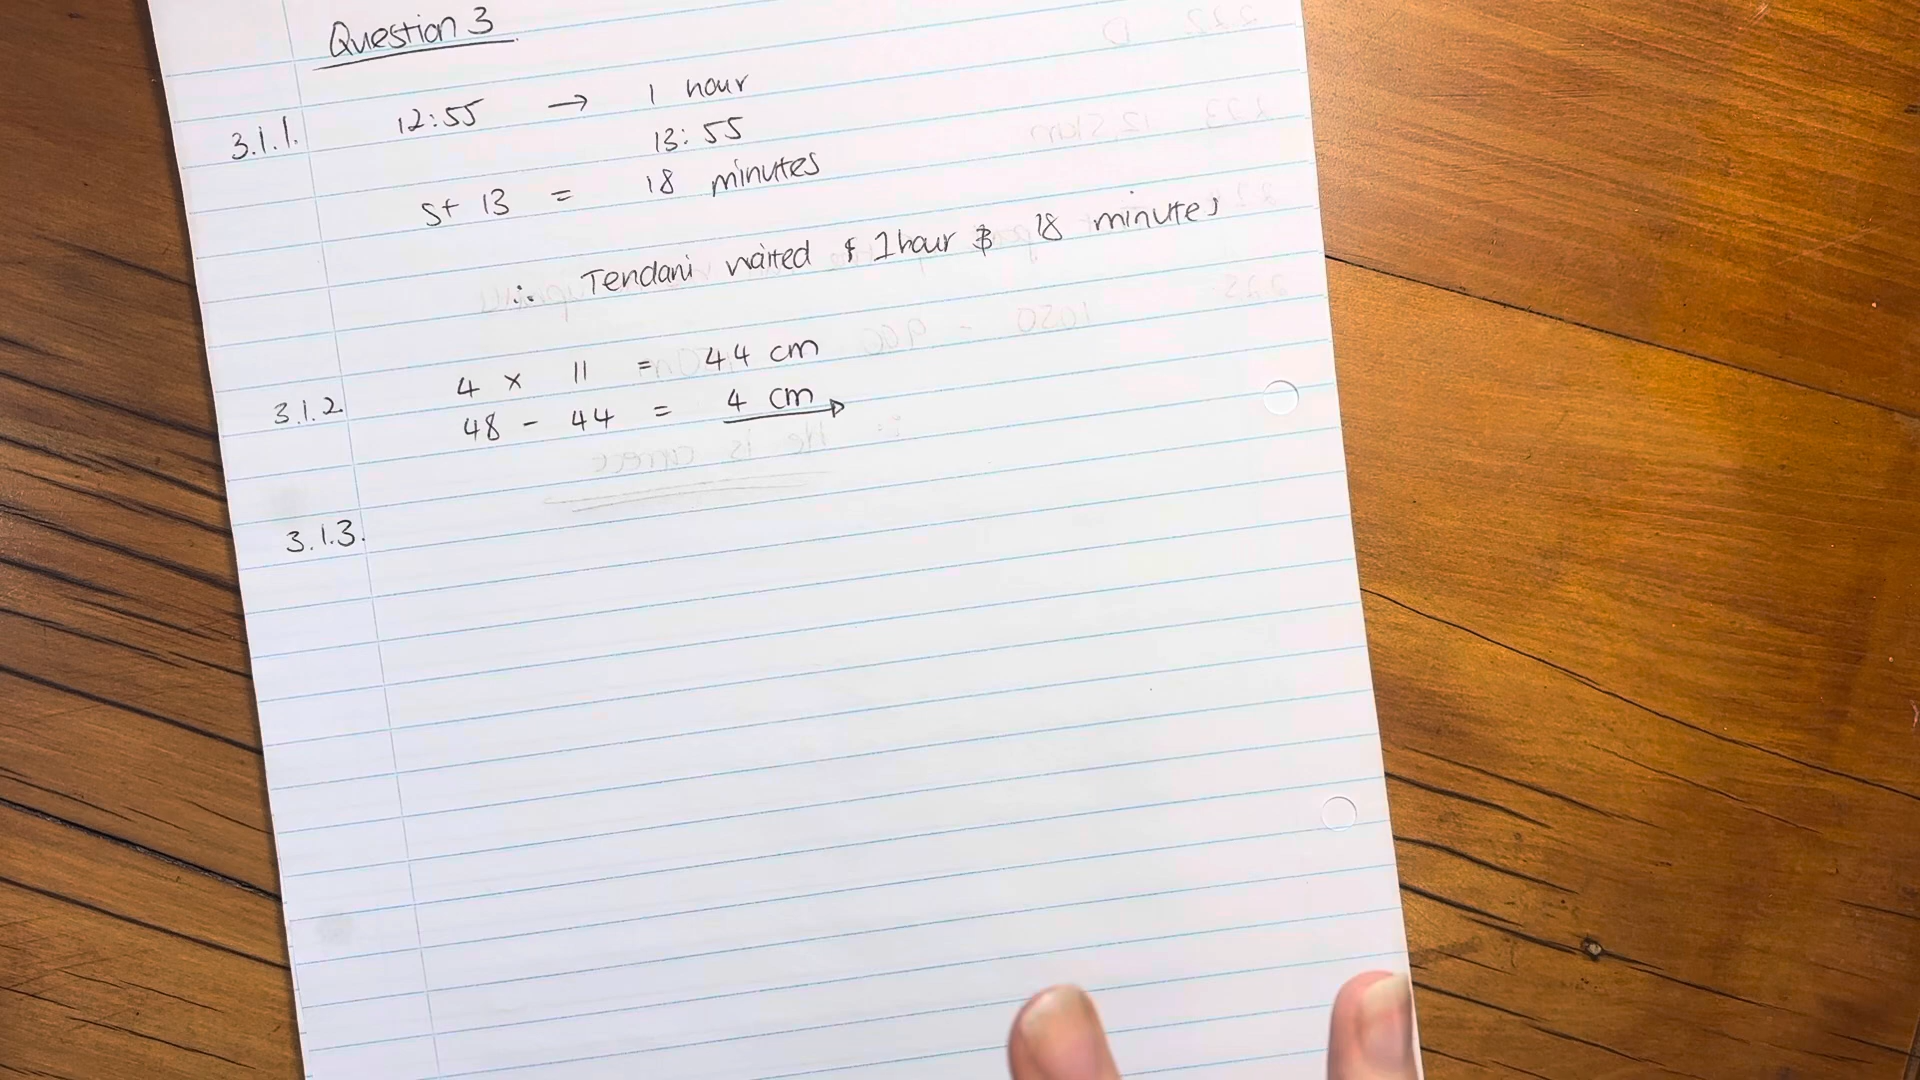 Question 3
3.1.1. 12:55 → 1 hour
13:55
5+ 13 = 18 minutes
∴ Tendani waited 1 hour 18 minutes
3.1.2 4 x 11 = 44 cm
48 - 44 = 4 cm
3.1.3.